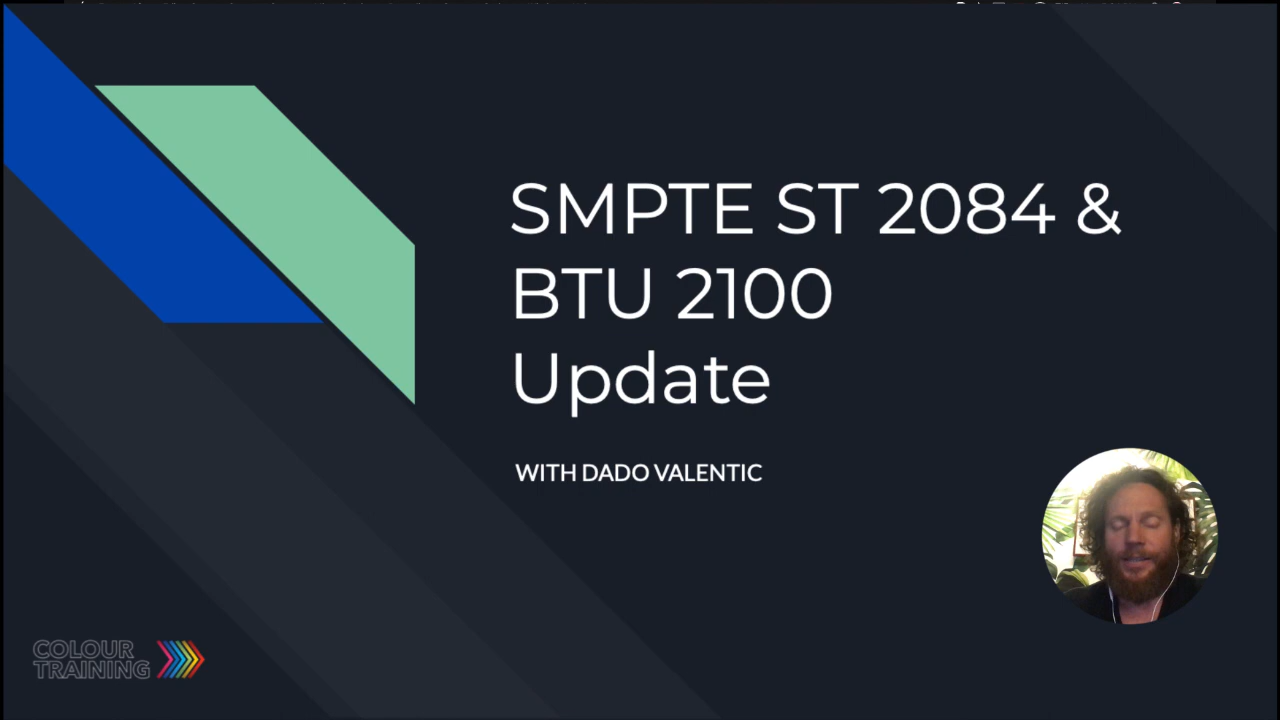 SMPTE ST 2084 &
BTU 2100
Update
WITH DADO VALENTIC
COLOUR
TRAINING